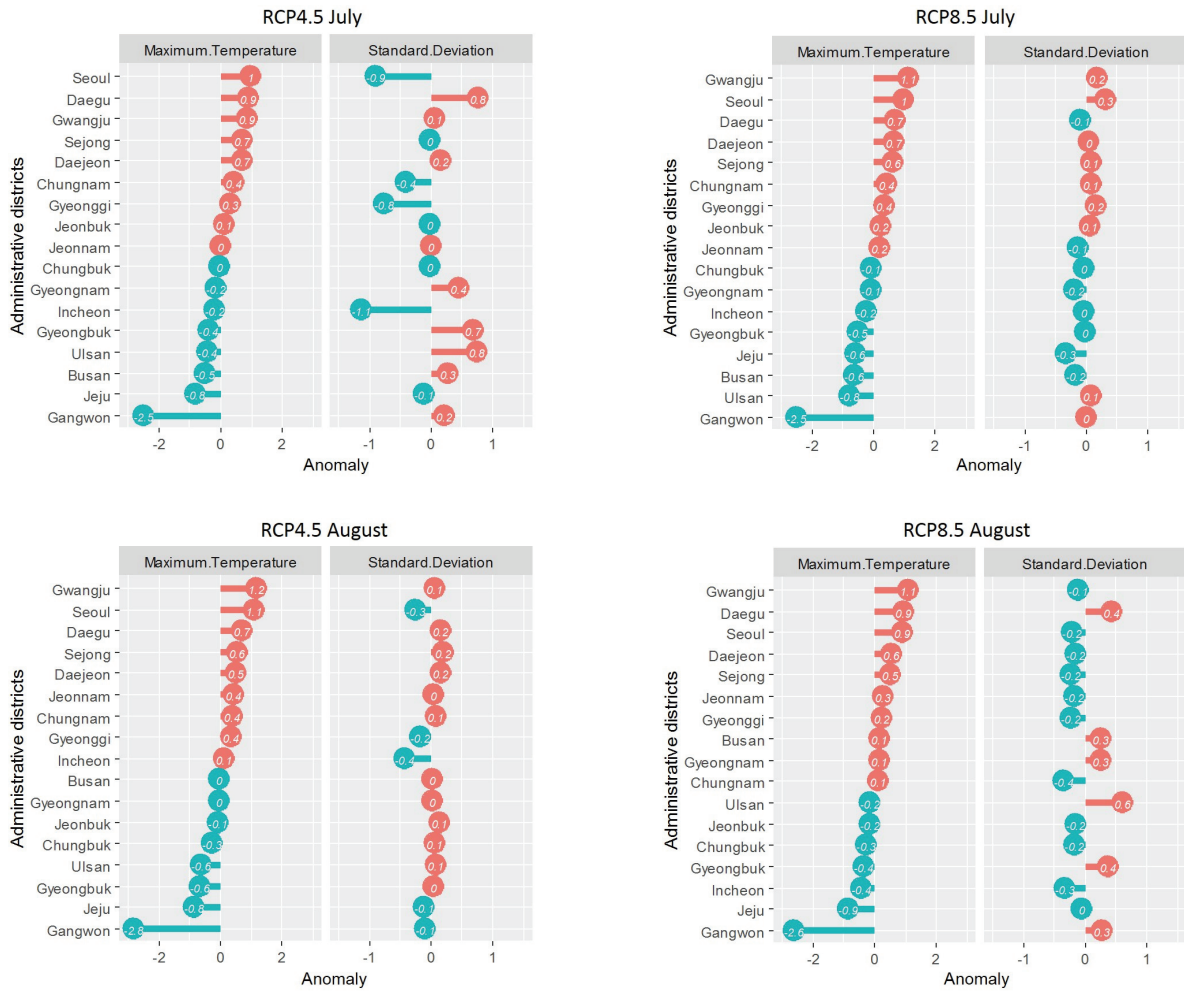 RCP4.5 July
Maximum.Temperature Standard.Deviation
Administrative districts
Seoul 1 -0.9
Daegu 0.9 0.8
Gwangju 0.9 0.1
Sejong 0.7 0
Daejeon 0.7 0.2
Chungnam 0.4 -0.4
Gyeonggi 0.3 -0.8
Jeonbuk 0.1 0
Jeonnam 0 0
Chungbuk 0 0
Gyeongnam -0.2 0.4
Incheon -0.2 -1.1
Gyeongbuk -0.4 0.7
Ulsan -0.4 0.8
Busan -0.5 0.3
Jeju -0.8 -0.1
Gangwon -2.5 0.2
-2 0 2 -1 0 1
Anomaly
RCP8.5 July
Maximum.Temperature Standard.Deviation
Administrative districts
Gwangju 1.1 0.2
Seoul 1 0.3
Daegu 0.7 -0.1
Daejeon 0.7 0
Sejong 0.6 0.1
Chungnam 0.4 0.1
Gyeonggi 0.4 0.2
Jeonbuk 0.2 0.1
Jeonnam 0.2 -0.1
Chungbuk -0.1 0
Gyeongnam -0.1 -0.2
Incheon -0.2 0
Gyeongbuk -0.5 0
Jeju -0.6 -0.3
Busan -0.6 -0.2
Ulsan -0.8 0.1
Gangwon -2.5 0
-2 0 2 -1 0 1
Anomaly
RCP4.5 August
Maximum.Temperature Standard.Deviation
Administrative districts
Gwangju 1.2 0.1
Seoul 1.1 -0.3
Daegu 0.7 0.2
Sejong 0.6 0.2
Daejeon 0.5 0.2
Jeonnam 0.4 0
Chungnam 0.4 0.1
Gyeonggi 0.4 -0.2
Incheon 0.1 -0.4
Busan 0 0
Gyeongnam 0 0
Jeonbuk -0.1 0.1
Chungbuk -0.3 0.1
Ulsan -0.6 0.1
Gyeongbuk -0.6 0
Jeju -0.8 -0.1
Gangwon -2.8 -0.1
-2 0 2 -1 0 1
Anomaly
RCP8.5 August
Maximum.Temperature Standard.Deviation
Administrative districts
Gwangju 1.1 -0.1
Daegu 0.9 0.4
Seoul 0.9 -0.2
Daejeon 0.6 -0.2
Sejong 0.5 -0.2
Jeonnam 0.3 -0.2
Gyeonggi 0.2 -0.2
Busan 0.1 0.3
Gyeongnam 0.1 0.3
Chungnam 0.1 -0.4
Ulsan -0.2 0.6
Jeonbuk -0.2 -0.2
Chungbuk -0.3 -0.2
Gyeongbuk -0.4 0.4
Incheon -0.4 -0.3
Jeju -0.9 0
Gangwon -2.6 0.3
-2 0 2 -1 0 1
Anomaly